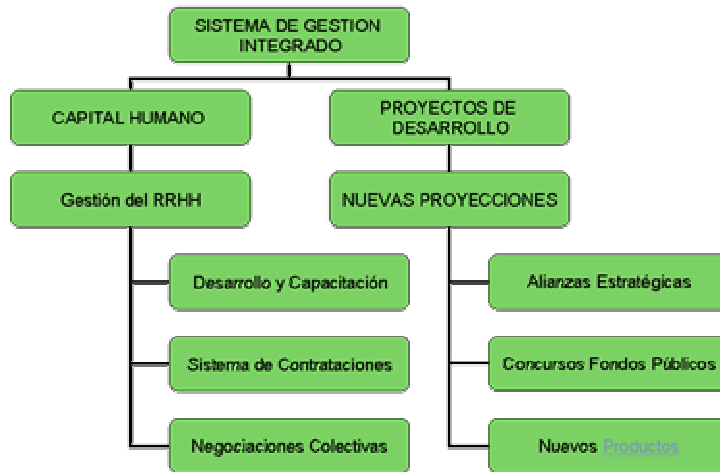 SISTEMA DE GESTION
INTEGRADO
CAPITAL HUMANO
PROYECTOS DE
DESARROLLO
Gestión del RRHH
NUEVAS PROYECCIONES
Desarrollo y Capacitación
Alianzas Estratégicas
Sistema de Contrataciones
Concursos Fondos Públicos
Negociaciones Colectivas
Nuevos Productos